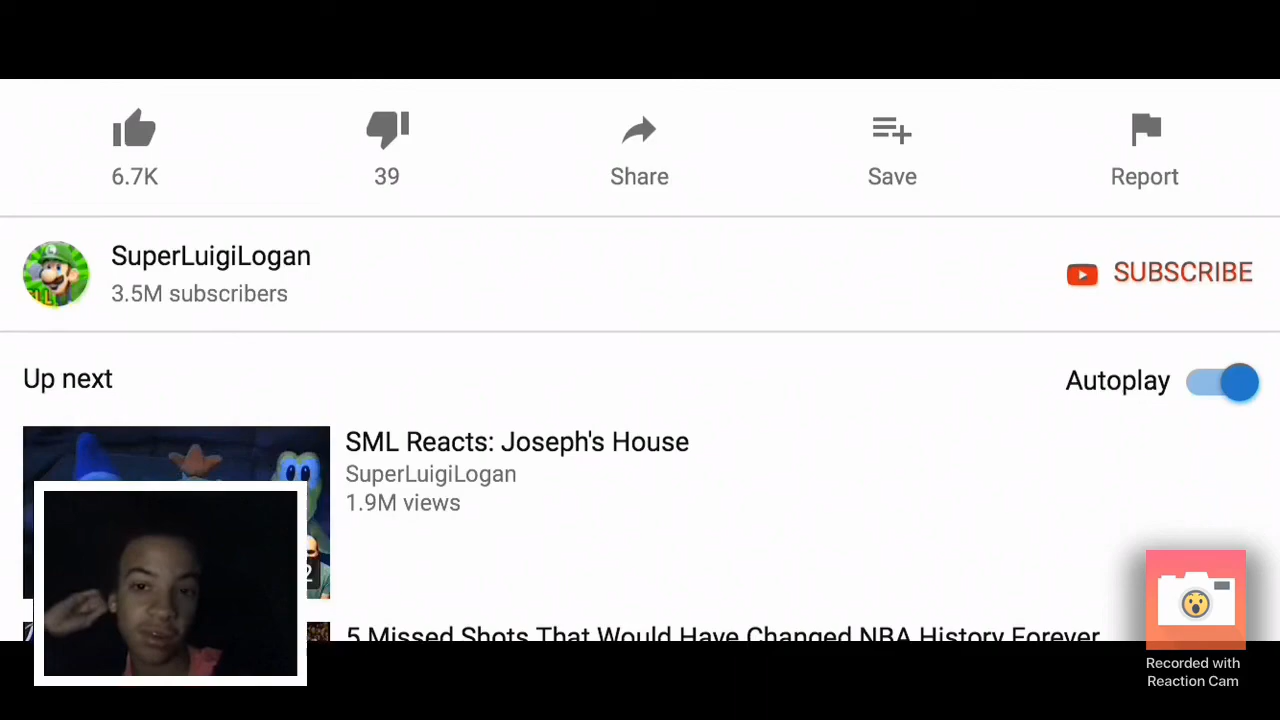 6.7K
39
Share
Save
Report
SuperLuigiLogan
3.5M subscribers
SUBSCRIBE
Up next
Autoplay
SML Reacts: Joseph's House
SuperLuigiLogan
1.9M views
2
5 Missed Shots That Would Have Changed NBA History Forever
Recorded with
Reaction Cam